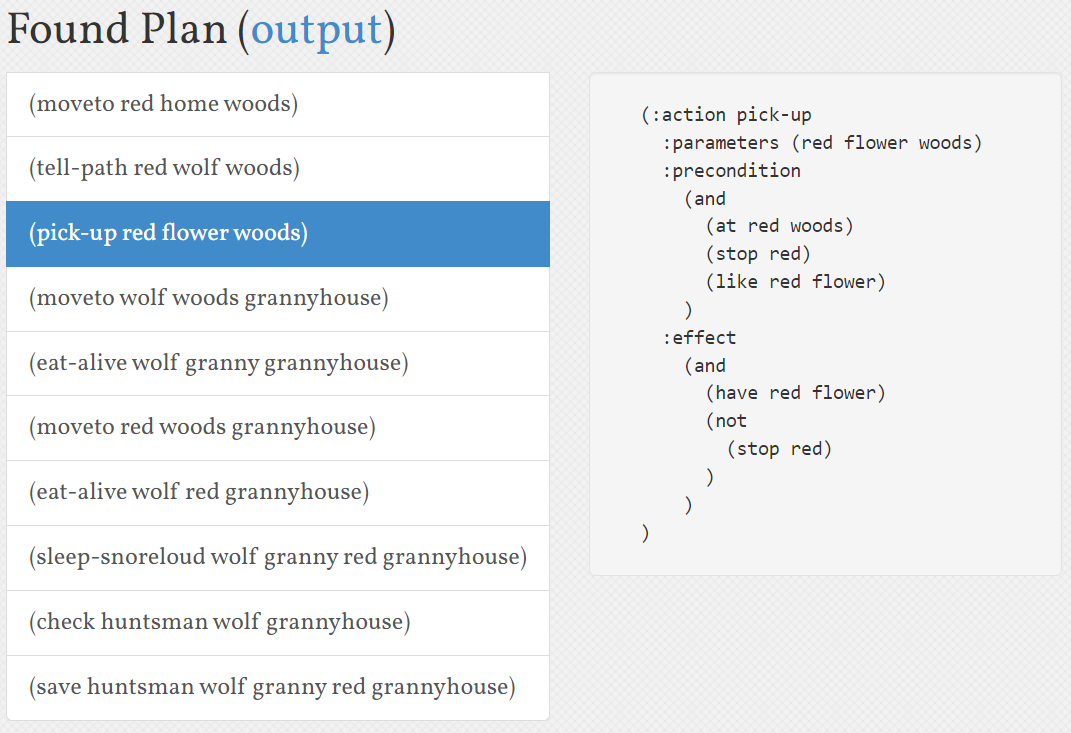 Found Plan (output)
(moveto red home woods)
(tell-path red wolf woods)
(pick-up red flower woods)
(moveto wolf woods grannyhouse)
(eat-alive wolf granny grannyhouse)
(moveto red woods grannyhouse)
(eat-alive wolf red grannyhouse)
(sleep-snoreloud wolf granny red grannyhouse)
(check huntsman wolf grannyhouse)
(save huntsman wolf granny red grannyhouse)
(:action pick-up
:parameters (red flower woods)
:precondition
(and
(at red woods)
(stop red)
(like red flower)
)
:effect
(and
(have red flower)
(not
(stop red)
)
)
)